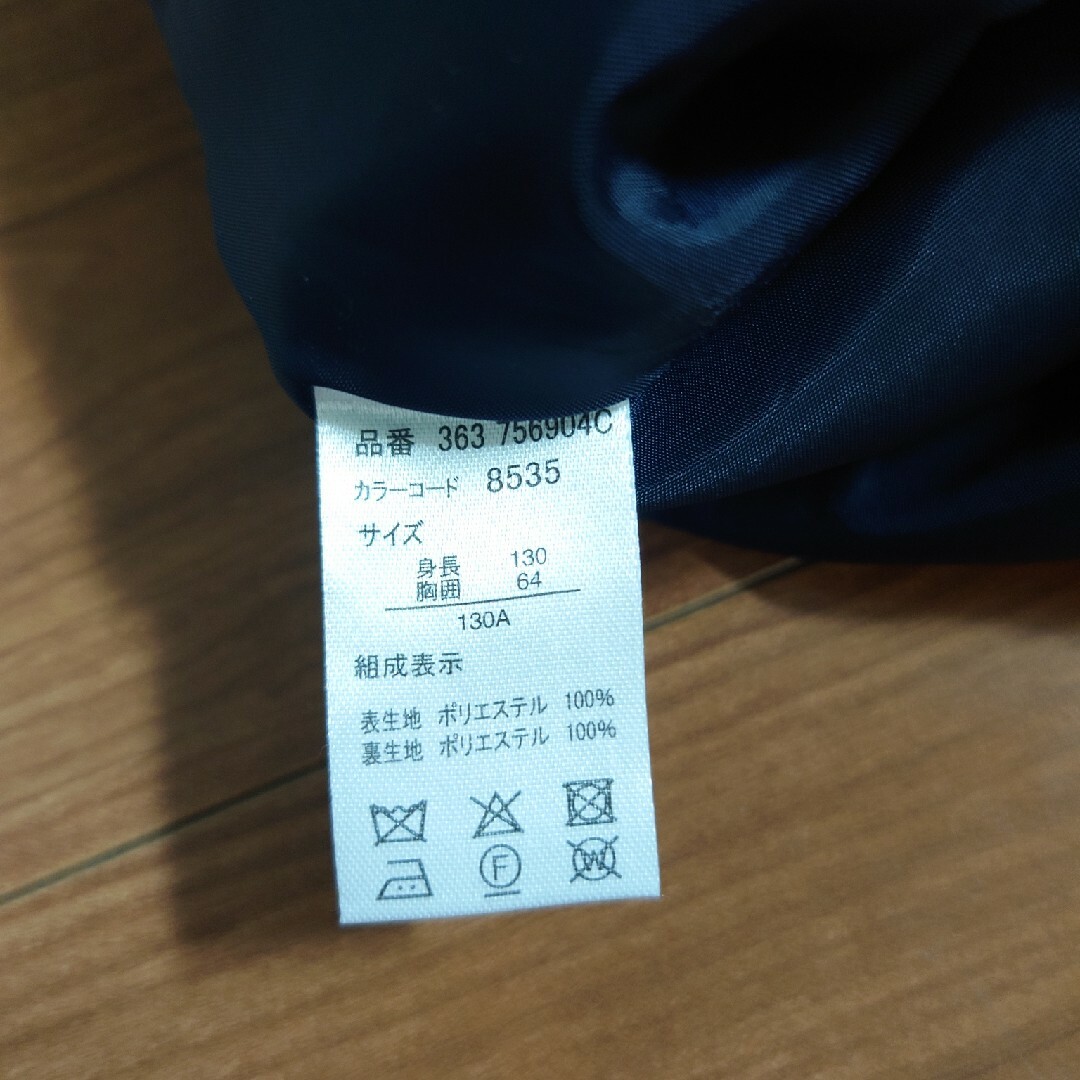 品番 363 756904C
カラーコード 8535
サイズ
身長 130
胸囲 64
130A
組成表示
表生地 ポリエステル 100%
裏生地 ポリエステル 100%
F
W